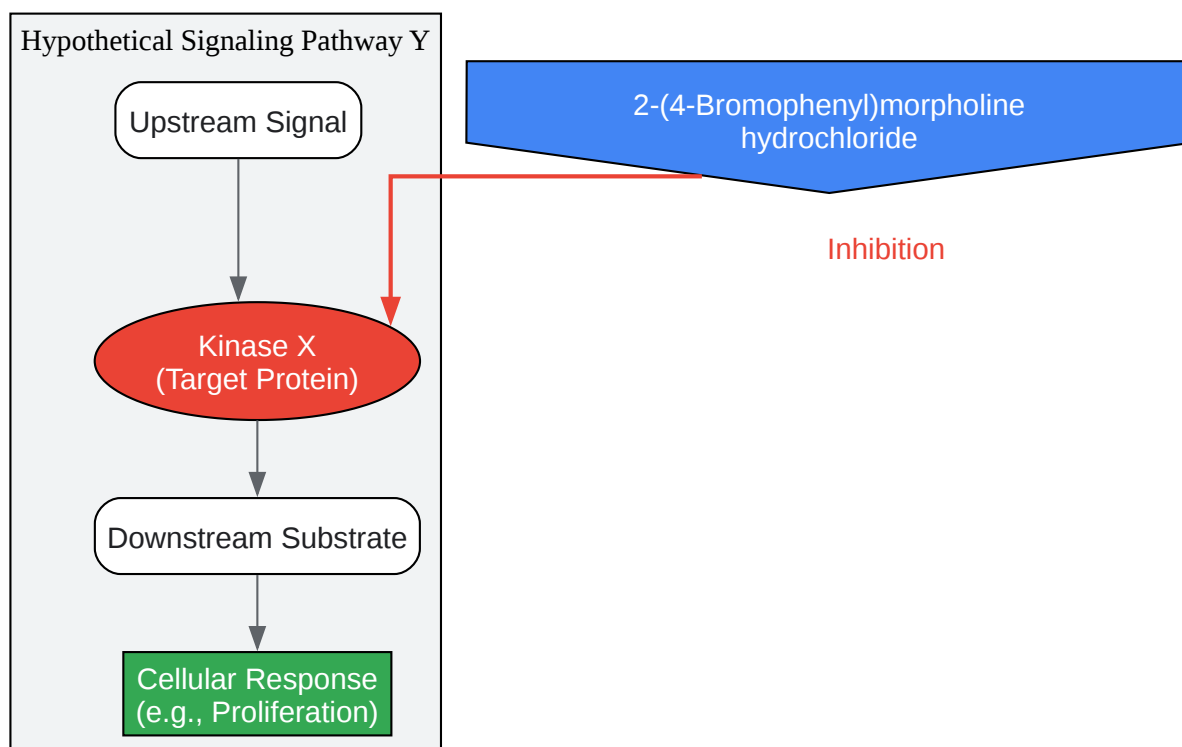 Hypothetical Signaling Pathway Y
Upstream Signal
2-(4-Bromophenyl)morpholine
hydrochloride
Inhibition
Kinase X
(Target Protein)
Downstream Substrate
Cellular Response
(e.g., Proliferation)